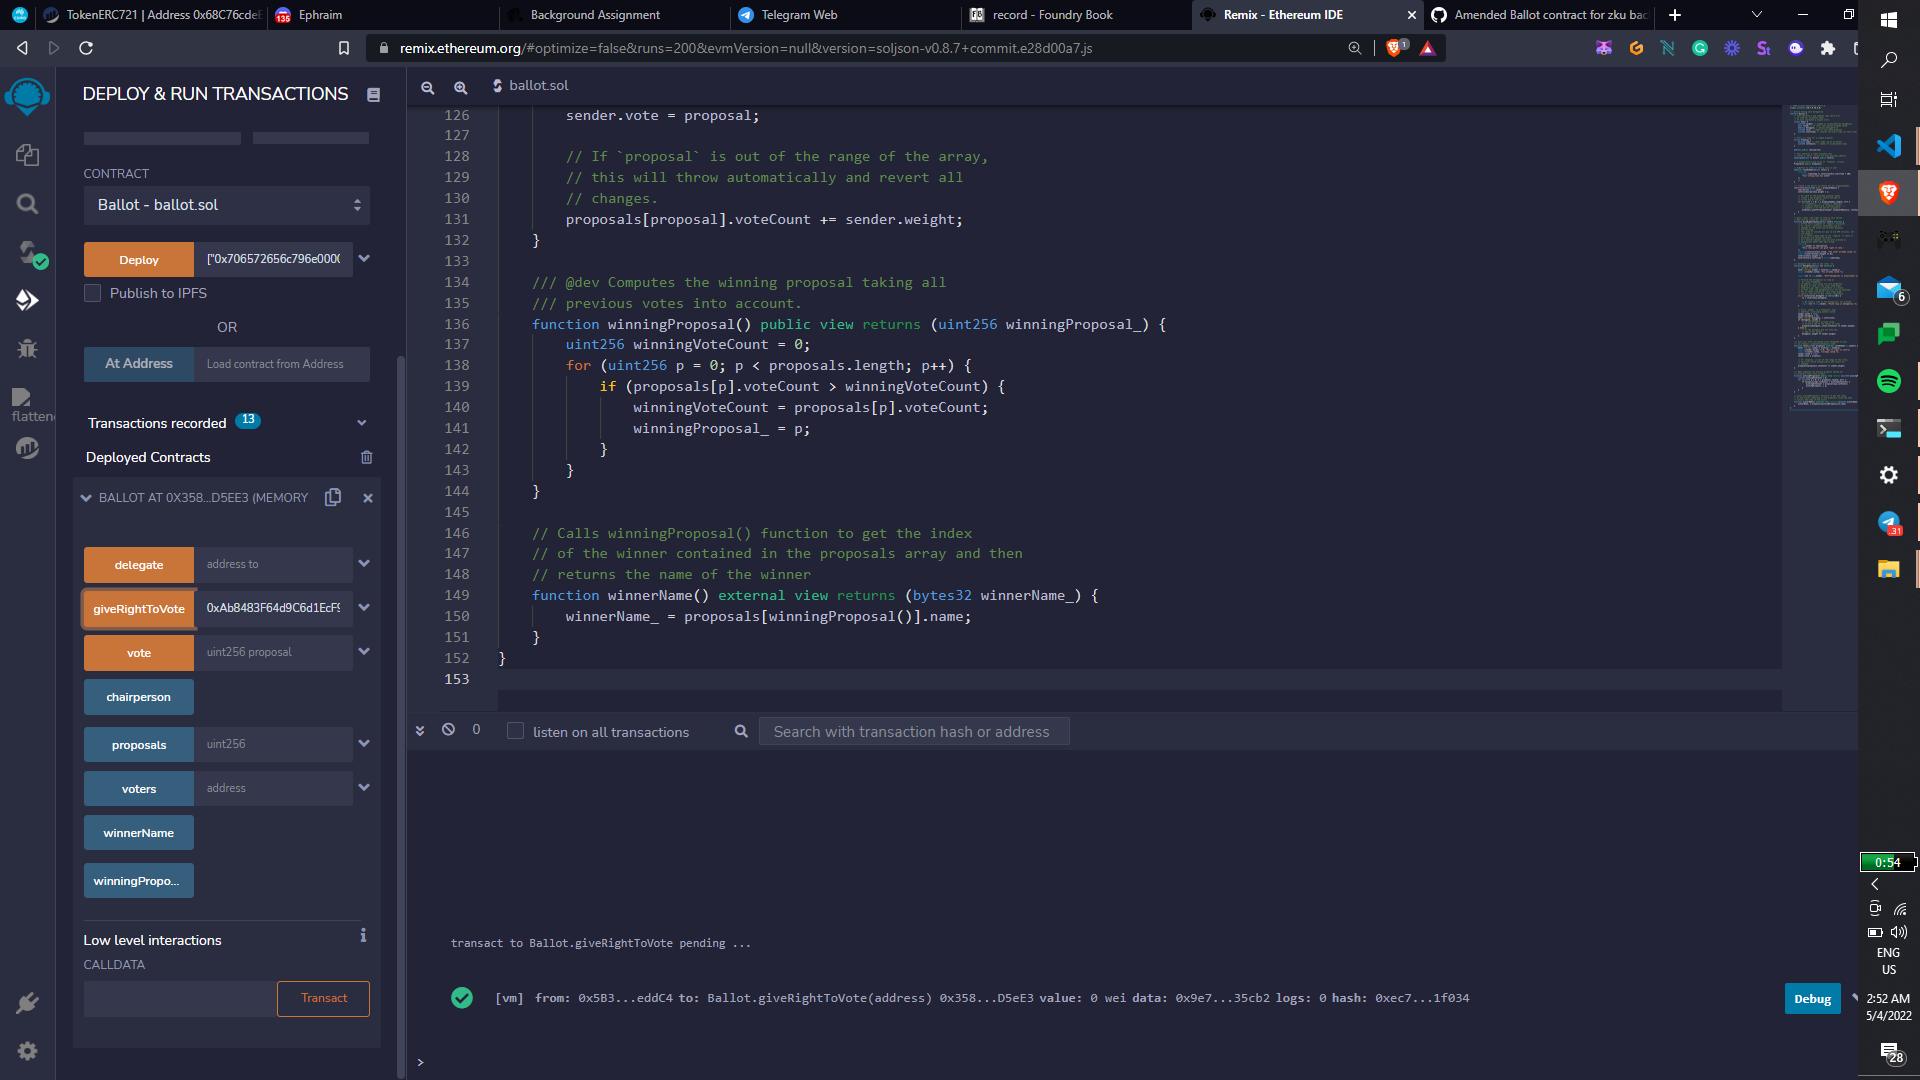 TokenERC721 | Address 0x68C76cdeE
135
Ephraim
Background Assignment
Telegram Web
record - Foundry Book
Remix - Ethereum IDE
Amended Ballot contract for zku bac
remix.ethereum.org/#optimize=false&runs=200&evmVersion=null&version=soljson-v0.8.7+commit.e28d00a7.js
1
DEPLOY & RUN TRANSACTIONS
CONTRACT
Ballot - ballot.sol
Deploy
["0x706572656c796e000
Publish to IPFS
OR
At Address
Load contract from Address
flatten
Transactions recorded 13
Deployed Contracts
BALLOT AT 0X358...D5EE3 (MEMORY
delegate
address to
giveRightToVote
0xAb8483F64d9C6d1EcF9
vote
uint256 proposal
chairperson
proposals
uint256
voters
address
winnerName
winningPropo...
Low level interactions
CALLDATA
Transact
ballot.sol
126 sender.vote = proposal;
127
128 // If `proposal` is out of the range of the array,
129 // this will throw automatically and revert all
130 // changes.
131 proposals[proposal].voteCount += sender.weight;
132 }
133
134 /// @dev Computes the winning proposal taking all
135 /// previous votes into account.
136 function winningProposal() public view returns (uint256 winningProposal_) {
137 uint256 winningVoteCount = 0;
138 for (uint256 p = 0; p < proposals.length; p++) {
139 if (proposals[p].voteCount > winningVoteCount) {
140 winningVoteCount = proposals[p].voteCount;
141 winningProposal_ = p;
142 }
143 }
144 }
145
146 // Calls winningProposal() function to get the index
147 // of the winner contained in the proposals array and then
148 // returns the name of the winner
149 function winnerName() external view returns (bytes32 winnerName_) {
150 winnerName_ = proposals[winningProposal()].name;
151 }
152 }
153
0
listen on all transactions
Search with transaction hash or address
transact to Ballot.giveRightToVote pending ...
[vm] from: 0x5B3...eddC4 to: Ballot.giveRightToVote(address) 0x358...D5eE3 value: 0 wei data: 0x9e7...35cb2 logs: 0 hash: 0xec7...1f034
Debug
>
6
31
0:54
ENG
US
2:52 AM
5/4/2022
28